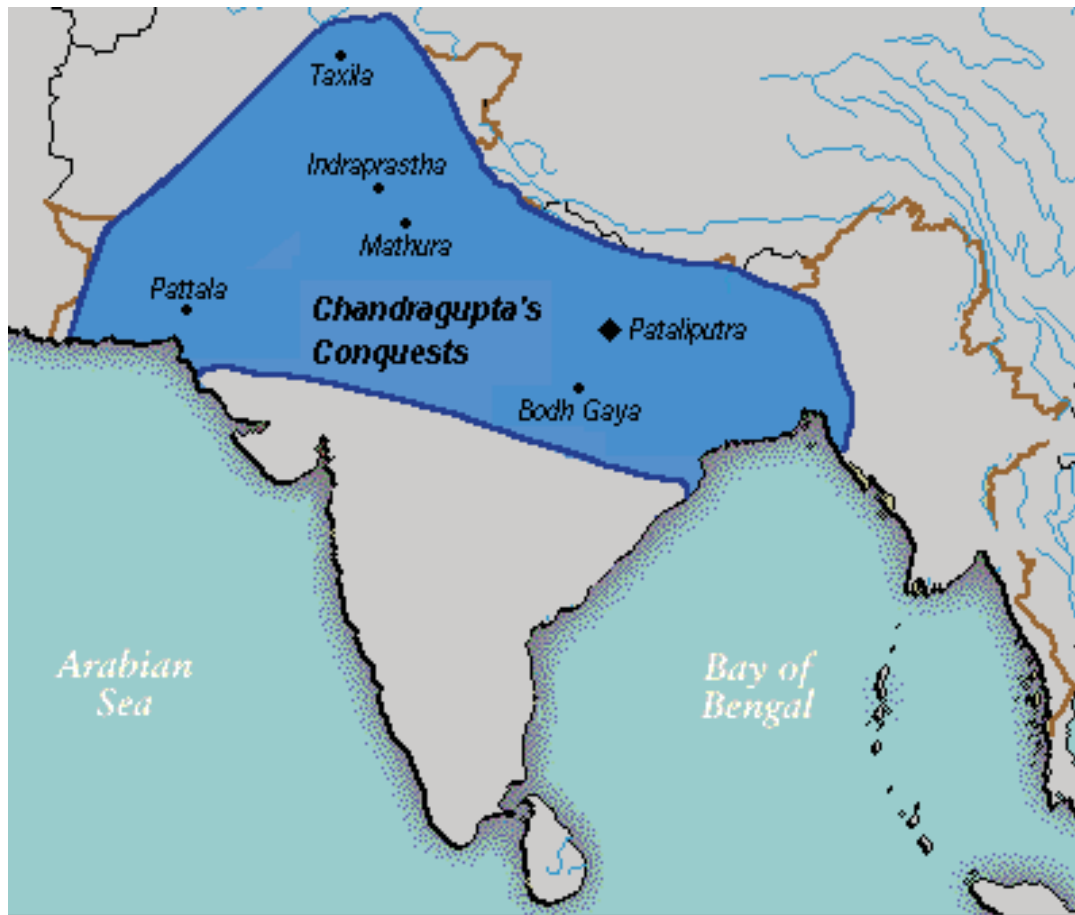 Taxila
Indraprastha
Mathura
Pattala
Chandragupta's
Conquests
Pataliputra
Bodh Gaya
Arabian
Sea
Bay of
Bengal